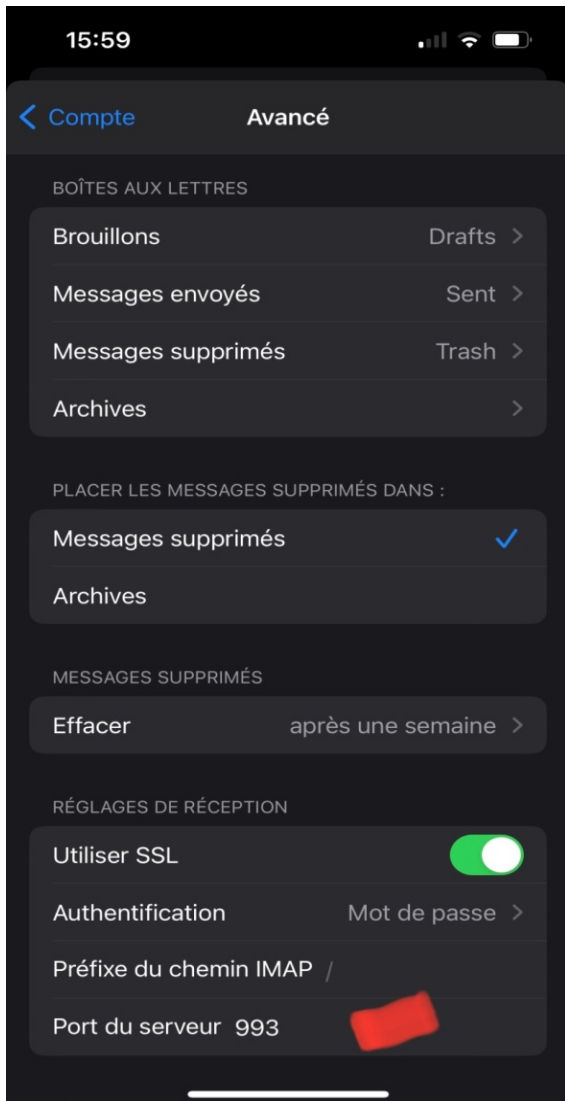 15:59
Compte Avancé
BOÎTES AUX LETTRES
Brouillons Drafts
Messages envoyés Sent
Messages supprimés Trash
Archives
PLACER LES MESSAGES SUPPRIMÉS DANS :
Messages supprimés
Archives
MESSAGES SUPPRIMÉS
Effacer après une semaine
RÉGLAGES DE RÉCEPTION
Utiliser SSL
Authentification Mot de passe
Préfixe du chemin IMAP /
Port du serveur 993